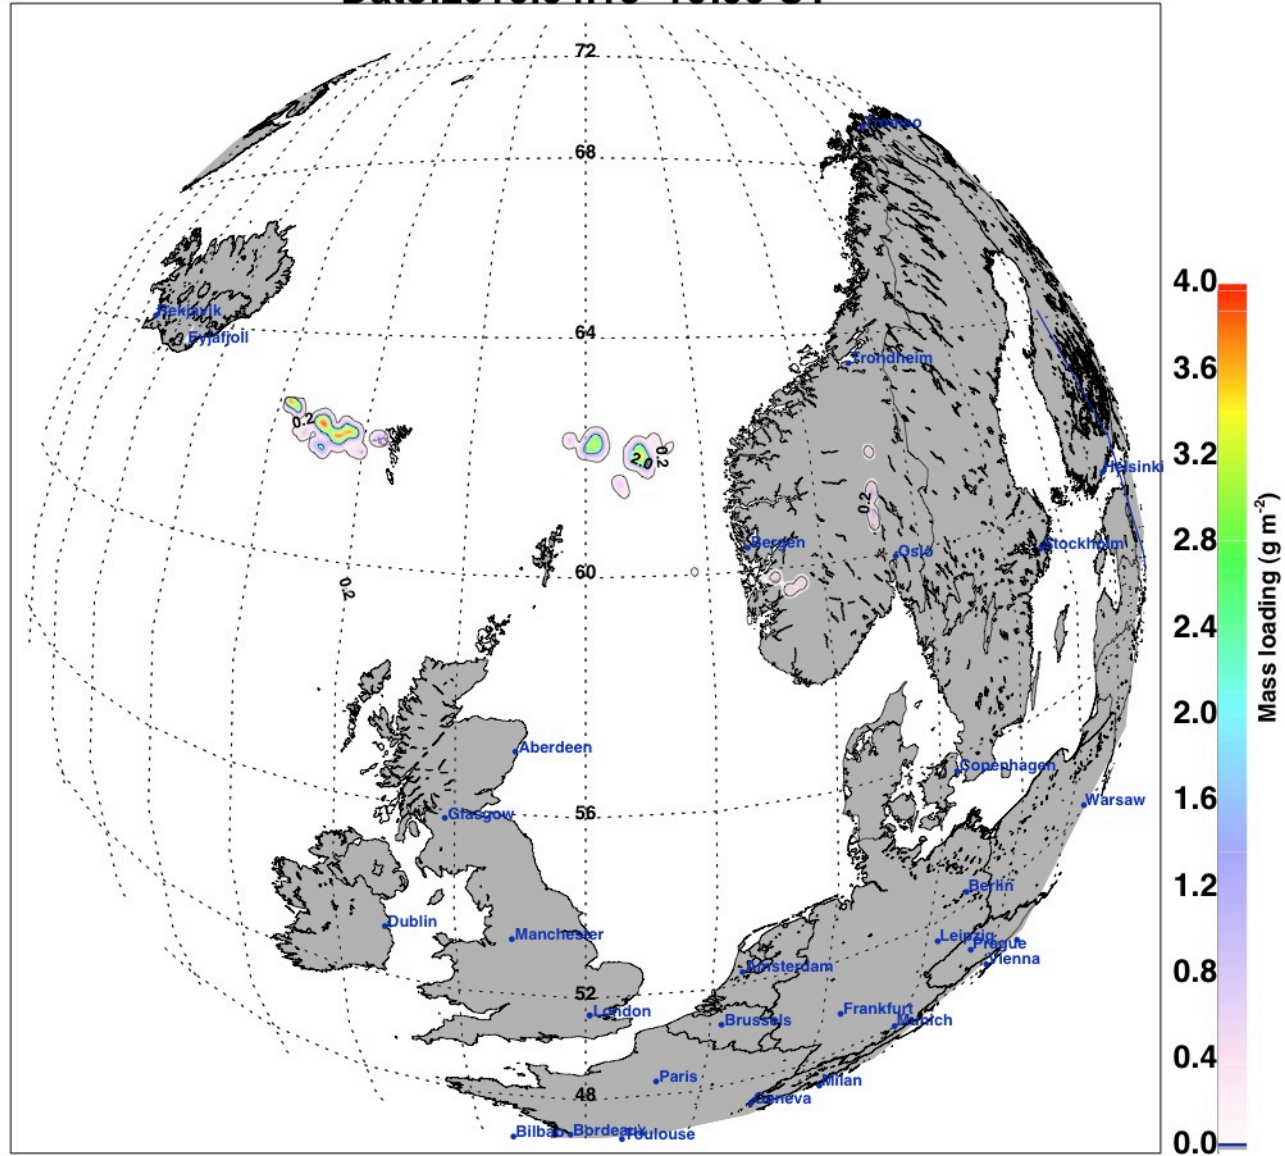 72
Tromso
68
4.0
Rekjavik
Eyjafjoll
64
Trondheim
3.6
0.2
3.2
2.0
0.2
Helsinki
0.2
2.8
Bergen
Oslo
Stockholm
60
0.2
2.4
Mass loading (g m-2)
2.0
Aberdeen
Copenhagen
Warsaw
1.6
Glasgow
56
1.2
Berlin
Dublin
Manchester
Leipzig
Prague
Vienna
Amsterdam
0.8
52
London
Brussels
Frankfurt
Munich
0.4
Paris
Milan
48
Geneva
Bilbao
Bordeaux
Toulouse
0.0